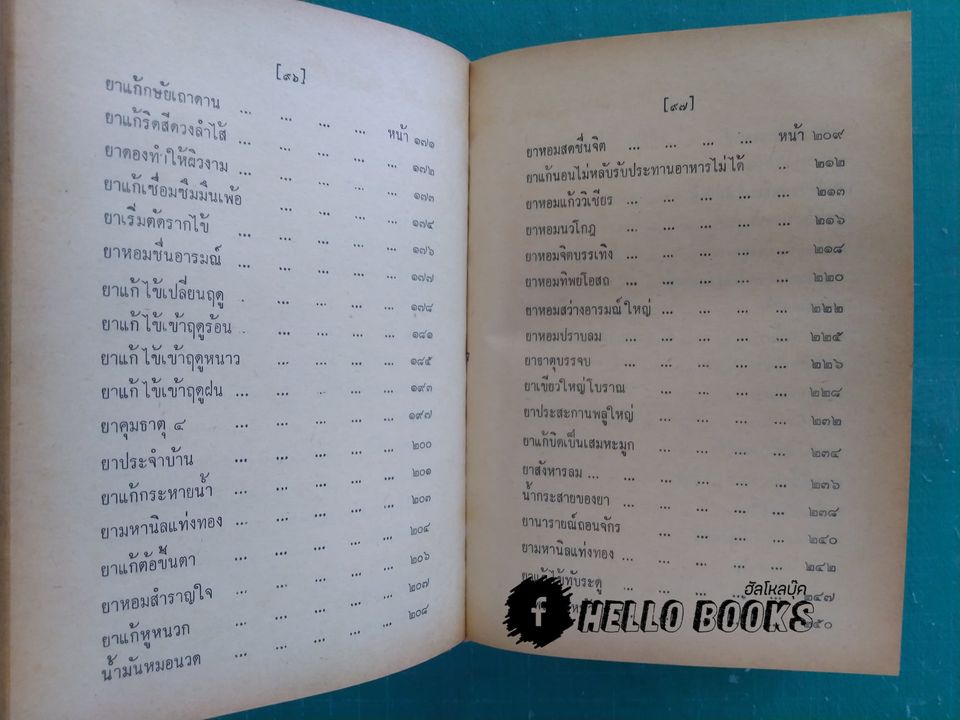 [๙๖]
ยาแก้กษัยเถาดาน ... ... ... ... หน้า ๑๗๑
ยาแก้ริดสีดวงลำไส้ ... ... ... ... ๑๗๒
ยาดองทำให้ผิวงาม ... ... ... ... ๑๗๓
ยาแก้เชื่อมซึมมึนเพ้อ ... ... ... ... ๑๗๔
ยาเริ่มตัดรากไข้ ... ... ... ... ... ๑๗๖
ยาหอมชื่นอารมณ์ ... ... ... ... ๑๗๗
ยาแก้ไข้เปลี่ยนฤดู ... ... ... ... ๑๗๘
ยาแก้ไข้เข้าฤดูร้อน ... ... ... ... ๑๘๑
ยาแก้ไข้เข้าฤดูหนาว ... ... ... ... ๑๘๕
ยาแก้ไข้เข้าฤดูฝน ... ... ... ... ... ๑๙๓
ยาคุมธาตุ ๔ ... ... ... ... ... ๑๙๗
ยาประจำบ้าน ... ... ... ... ... ๒๐๐
ยาแก้กระหายน้ำ ... ... ... ... ... ๒๐๑
ยามหานิลแท่งทอง ... ... ... ... ... ๒๐๓
ยาแก้ต้อขึ้นตา ... ... ... ... ... ๒๐๔
ยาหอมสำราญใจ ... ... ... ... ... ๒๐๖
ยาแก้หูหนวก ... ... ... ... ... ๒๐๗
น้ำมันหมอนวด ... ... ... ... ... ๒๐๘
[๙๗]
ยาหอมสดชื่นจิต ... ... ... ... หน้า ๒๐๙
ยาแก้นอนไม่หลับรับประทานอาหารไม่ได้ ... ๒๑๒
ยาหอมแก้ววิเชียร ... ... ... ... ... ๒๑๓
ยาหอมนวโกฎ ... ... ... ... ... ๒๑๖
ยาหอมจิตบรรเทิง ... ... ... ... ... ๒๑๘
ยาหอมทิพยโอสถ ... ... ... ... ... ๒๒๐
ยาหอมสว่างอารมณ์ใหญ่ ... ... ... ... ๒๒๒
ยาหอมปราบลม ... ... ... ... ... ๒๒๕
ยาธาตุบรรจบ ... ... ... ... ... ๒๒๖
ยาเขียวใหญ่โบราณ ... ... ... ... ๒๒๘
ยาประสะกานพลูใหญ่ ... ... ... ... ๒๓๒
ยาแก้บิดเป็นเสมหะมูก ... ... ... ... ๒๓๔
ยาสังหารลม ... ... ... ... ... ๒๓๖
น้ำกระสายของยา ... ... ... ... ... ๒๓๘
ยานารายณ์ถอนจักร ... ... ... ... ๒๔๐
ยามหานิลแท่งทอง ... ... ... ... ... ๒๔๒
ยาแก้ไข้ทับระดู ... ... ... ๒๔๗
๒๕๐
ฮัลโหลบุ๊ค
f HELLO BOOKS